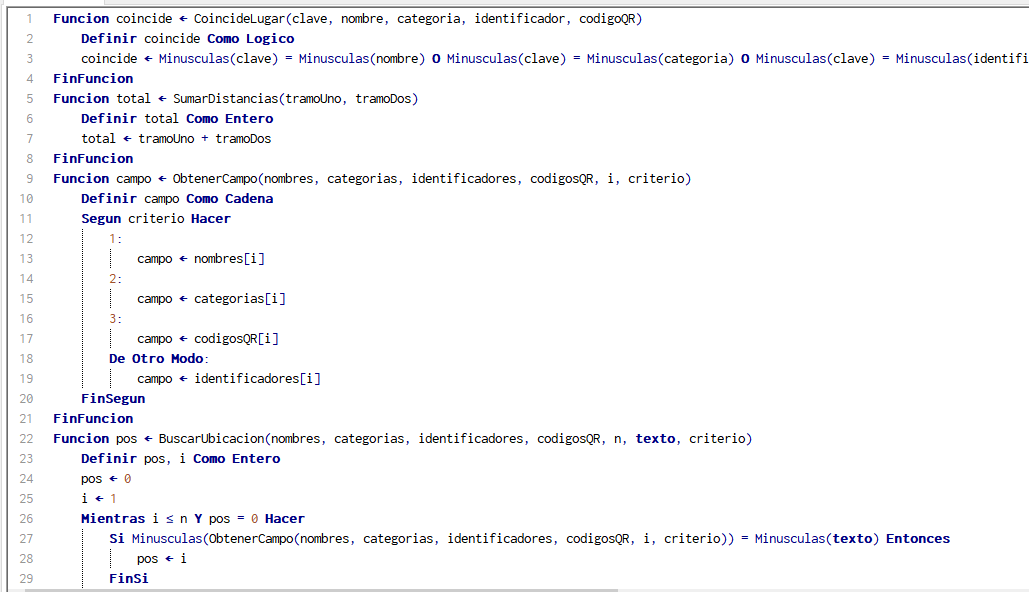 1 Funcion coincide ← CoincideLugar(clave, nombre, categoria, identificador, codigoQR)
2 Definir coincide Como Logico
3 coincide ← Minusculas(clave) = Minusculas(nombre) O Minusculas(clave) = Minusculas(categoria) O Minusculas(clave) = Minusculas(identifi
4 FinFuncion
5 Funcion total ← SumarDistancias(tramoUno, tramoDos)
6 Definir total Como Entero
7 total ← tramoUno + tramoDos
8 FinFuncion
9 Funcion campo ← ObtenerCampo(nombres, categorias, identificadores, codigosQR, i, criterio)
10 Definir campo Como Cadena
11 Segun criterio Hacer
12 1:
13 campo ← nombres[i]
14 2:
15 campo ← categorias[i]
16 3:
17 campo ← codigosQR[i]
18 De Otro Modo:
19 campo ← identificadores[i]
20 FinSegun
21 FinFuncion
22 Funcion pos ← BuscarUbicacion(nombres, categorias, identificadores, codigosQR, n, texto, criterio)
23 Definir pos, i Como Entero
24 pos ← 0
25 i ← 1
26 Mientras i ≤ n Y pos = 0 Hacer
27 Si Minusculas(ObtenerCampo(nombres, categorias, identificadores, codigosQR, i, criterio)) = Minusculas(texto) Entonces
28 pos ← i
29 FinSi